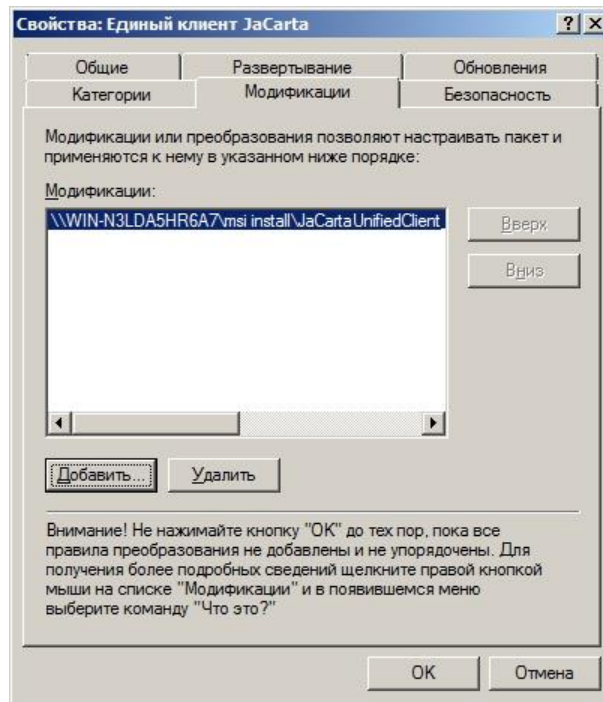 Свойства: Единый клиент JaCarta
Общие
Развертывание
Обновления
Категории
Модификации
Безопасность
Модификации или преобразования позволяют настраивать пакет и
применяются к нему в указанном ниже порядке:
Модификации:
\\WIN-N3LDA5HR6A7\msi install\JaCartaUnifiedClient
Вверх
Вниз
Добавить...
Удалить
Внимание! Не нажимайте кнопку "ОК" до тех пор, пока все
правила преобразования не добавлены и не упорядочены. Для
получения более подробных сведений щелкните правой кнопкой
мыши на списке "Модификации" и в появившемся меню
выберите команду "Что это?"
ОК
Отмена